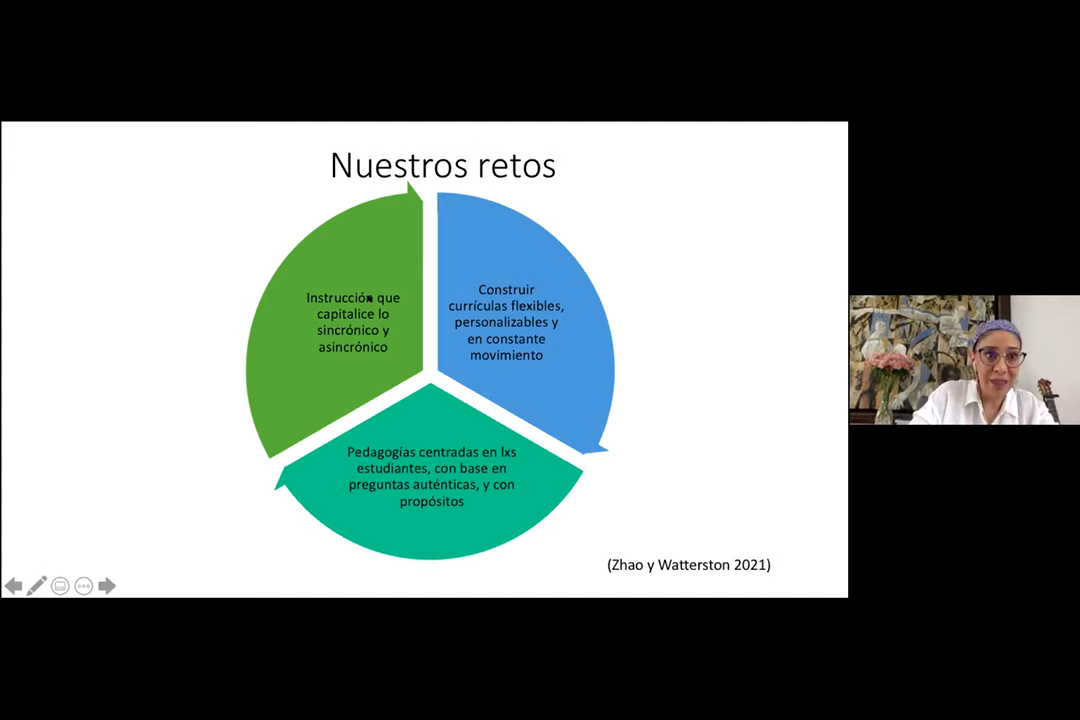 Nuestros retos
Instrucción que
capitalice lo
sincrónico y
asincrónico
Construir
currículas flexibles,
personalizables y
en constante
movimiento
Pedagogías centradas en lxs
estudiantes, con base en
preguntas auténticas, y con
propósitos
(Zhao y Watterston 2021)